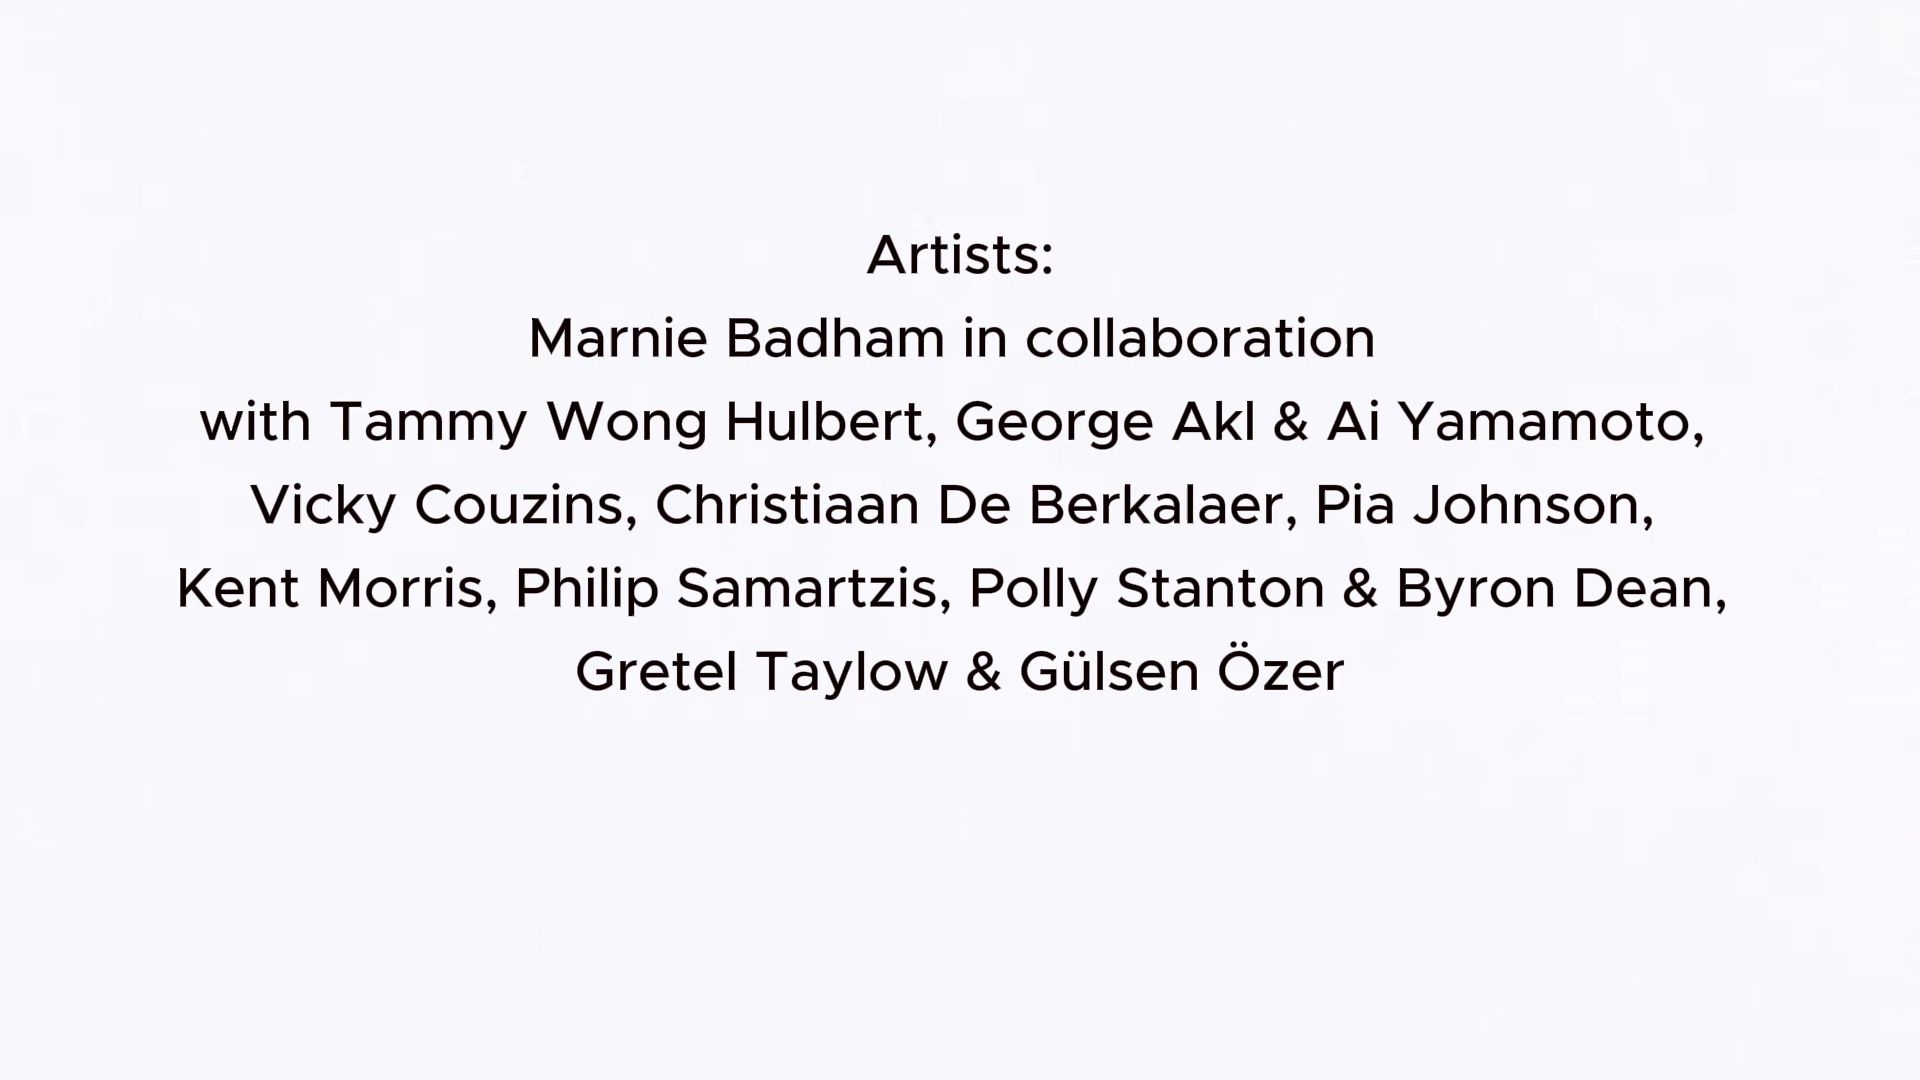 Artists:
Marnie Badham in collaboration
with Tammy Wong Hulbert, George Akl & Ai Yamamoto,
Vicky Couzins, Christiaan De Berkalaer, Pia Johnson,
Kent Morris, Philip Samartzis, Polly Stanton & Byron Dean,
Gretel Taylow & Gülsen Özer